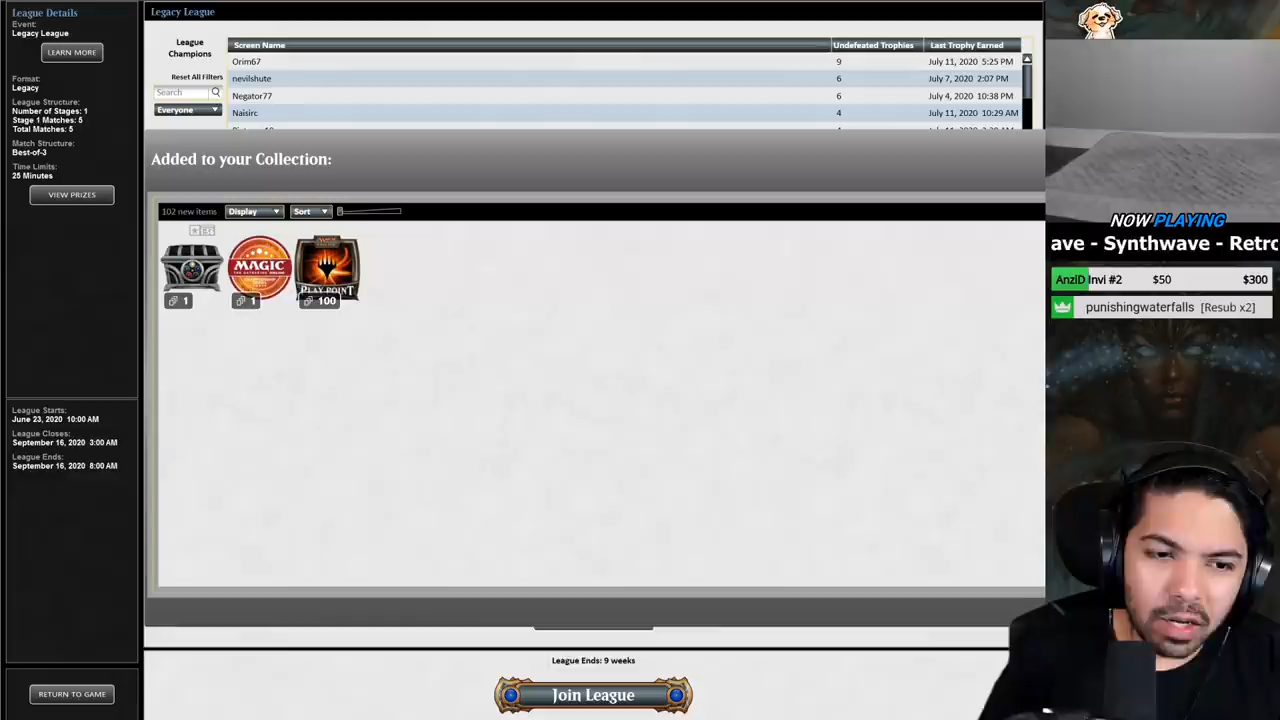 League Details
Event:
Legacy League
LEARN MORE
Format:
Legacy
League Structure:
Number of Stages: 1
Stage 1 Matches: 5
Total Matches: 5
Match Structure:
Best-of-3
Time Limits:
25 Minutes
VIEW PRIZES
League Starts:
June 23, 2020 10:00 AM
League Closes:
September 16, 2020 3:00 AM
League Ends:
September 16, 2020 8:00 AM
RETURN TO GAME
Legacy League
League Champions
Reset All Filters
Search
Everyone
Screen Name Undefeated Trophies Last Trophy Earned
Orim67 9 July 11, 2020 5:25 PM
nevilshute 6 July 7, 2020 2:07 PM
Negator77 6 July 4, 2020 10:38 PM
Naisirc 4 July 11, 2020 10:29 AM
Added to your Collection:
102 new items Display Sort
MAGIC
THE GATHERING
PLAY POINT
1 1 100
League Ends: 9 weeks
Join League
NOW PLAYING
ave - Synthwave - Retro
AnziD Invi #2 $50 $300
punishingwaterfalls [Resub x2]